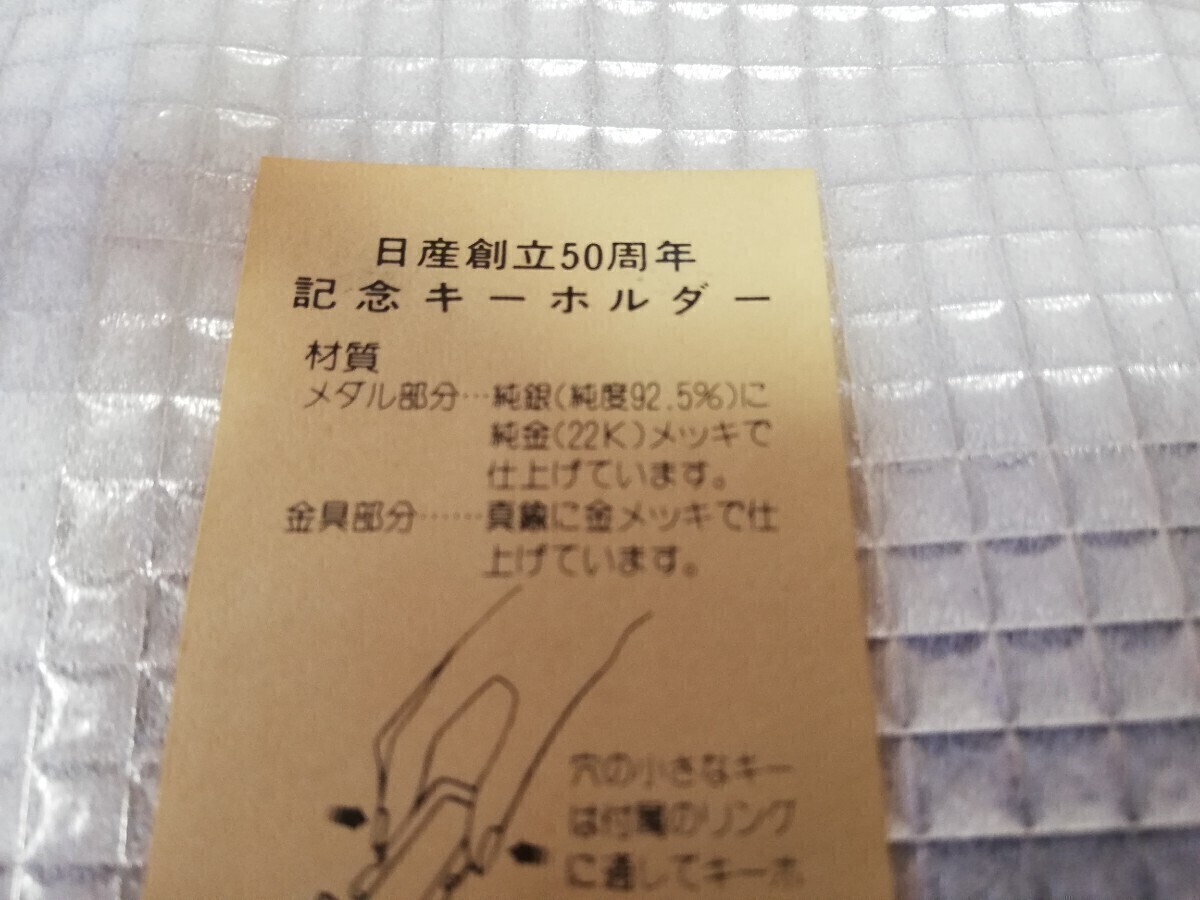 日産創立50周年
記念キーホルダー
材質
メタル部分…純銀(純度92.5%)に
純金(22K)メッキで
仕上げています。
金具部分……真鍮に金メッキで仕
上げています。
穴の小さなキー
は付属のリング
に通してキーホ